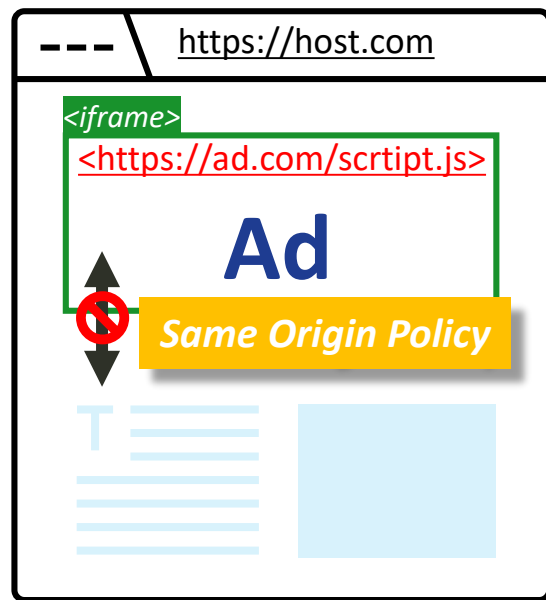 https://host.com
<iframe>
<https://ad.com/scrtipt.js>
Ad
Same Origin Policy
T